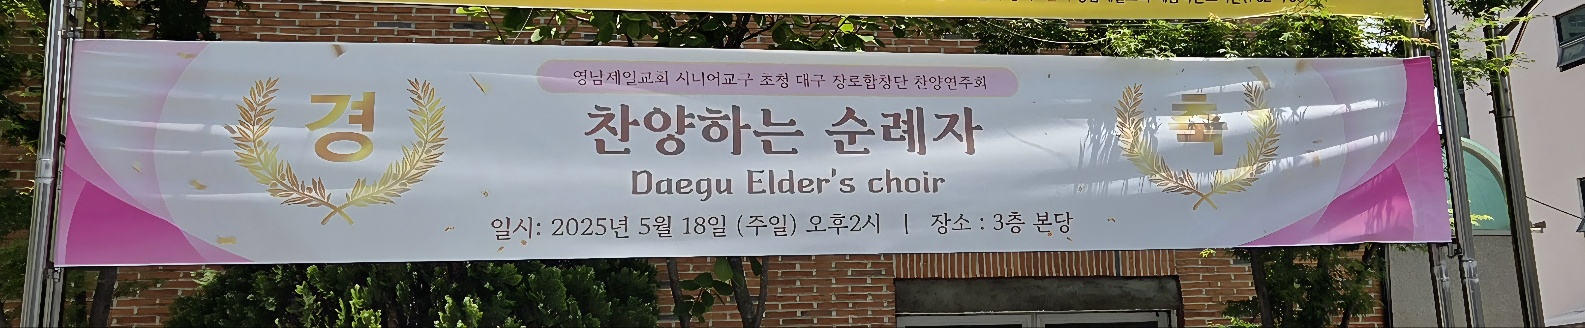 영남제일교회 시니어교구 초청 대구 장로합창단 찬양연주회
경
찬양하는 순례자
축
Daegu Elder's choir
일시: 2025년 5월 18일 (주일) 오후2시 | 장소 : 3층 본당